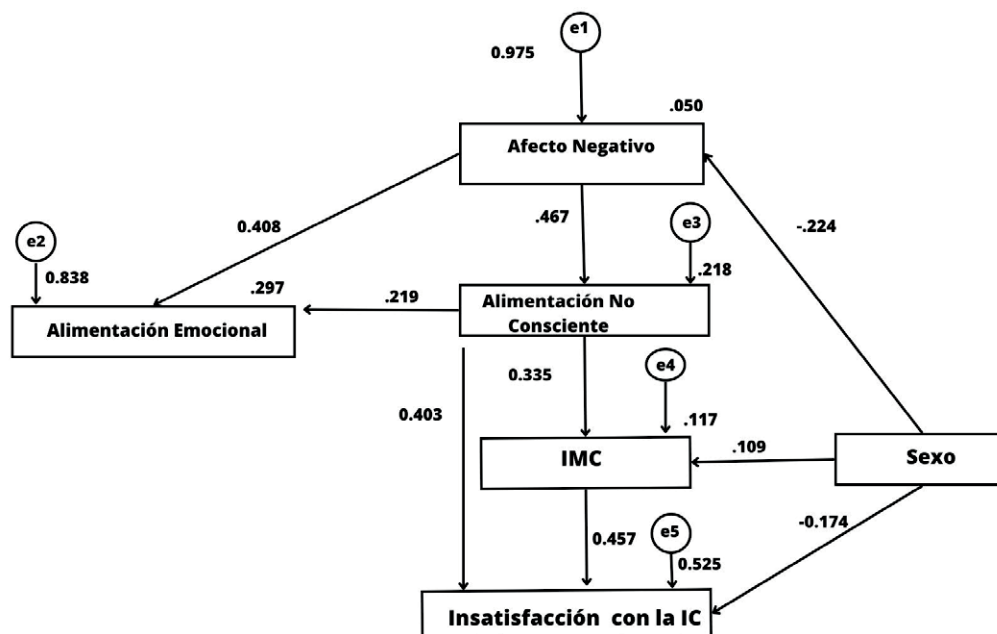 e1
0.975
.050
Afecto Negativo
.467
e3
-.224
0.408
e2
0.838
.297
.219
.218
Alimentación Emocional
Alimentación No
Consciente
0.335
e4
0.403
.117
IMC
.109
Sexo
0.457
e5
-0.174
0.525
Insatisfacción con la IC